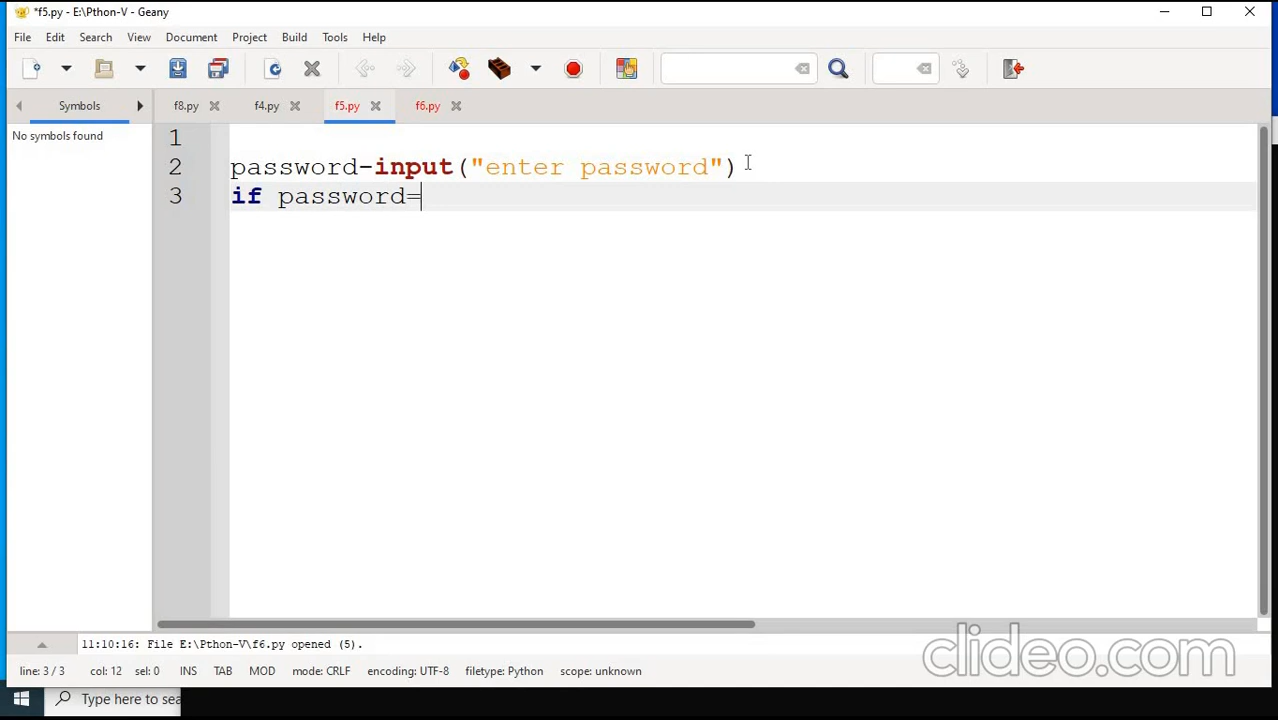 *f5.py - E:\Pthon-V - Geany
File Edit Search View Document Project Build Tools Help
Symbols f8.py f4.py f5.py f6.py
No symbols found
1
2 password-input("enter password")
3 if password=
11:10:16: File E:\Pthon-V\f6.py opened (5).
line: 3 / 3 col: 12 sel: 0 INS TAB MOD mode: CRLF encoding: UTF-8 filetype: Python scope: unknown
clideo.com
Type here to sea